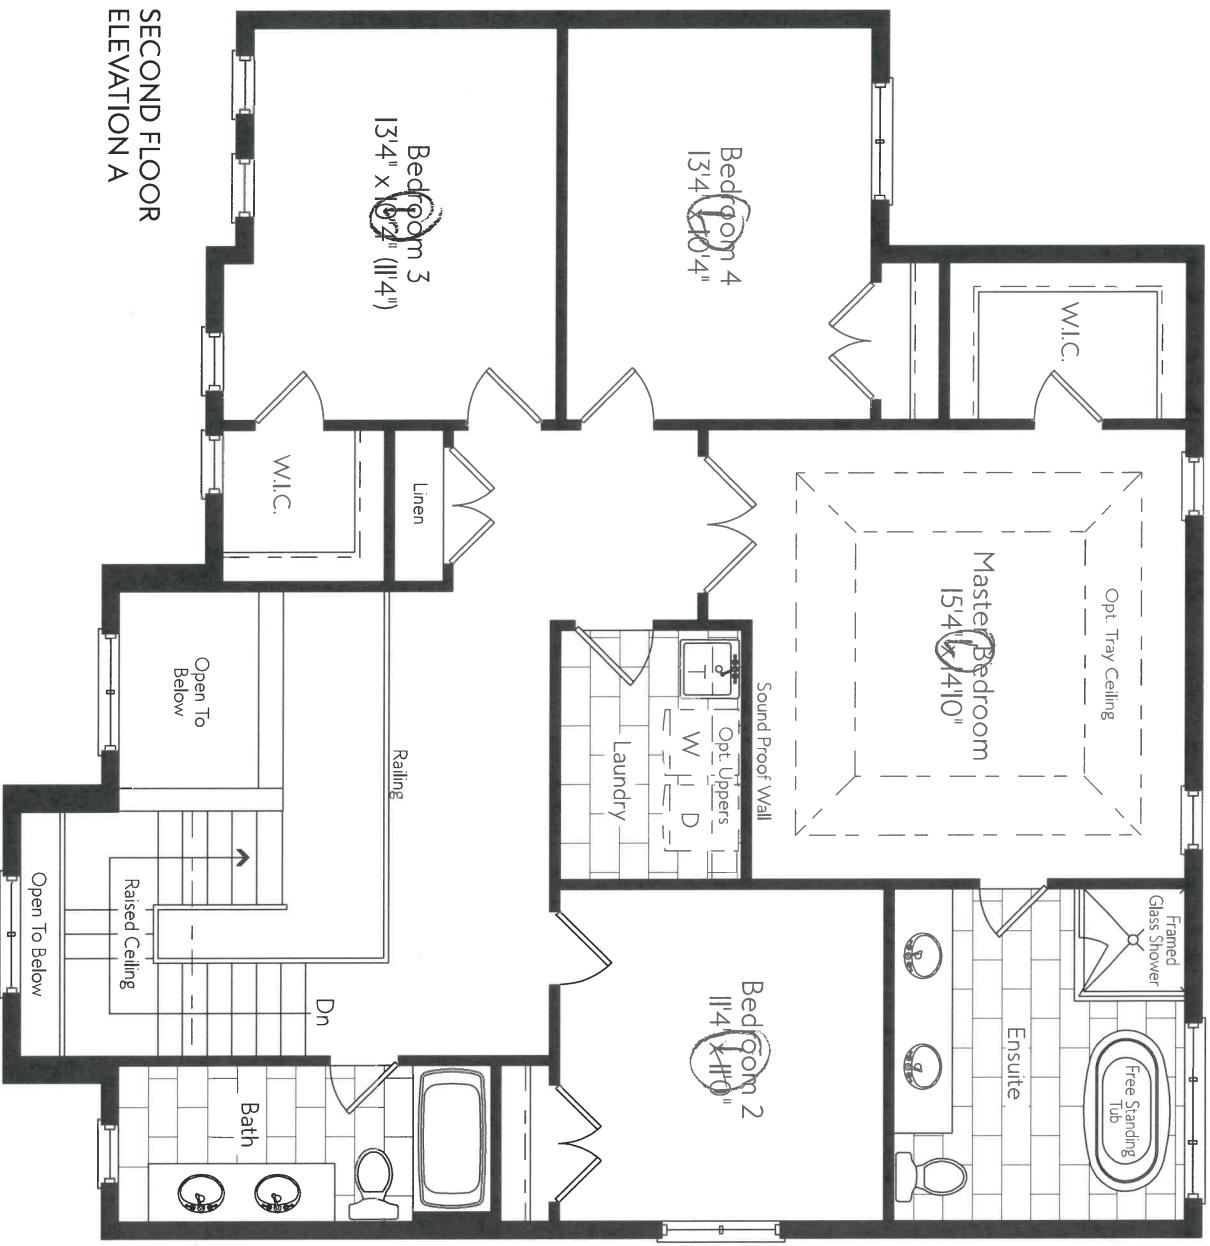 SECOND FLOOR
ELEVATION A
Bedroom 4
13'4" x 10'4"
Bedroom 3
13'4" x 10'4" (11'4")
W.I.C.
W.I.C.
Linen
Opt. Tray Ceiling
Master Bedroom
15'4" x 14'10"
Sound Proof Wall
Opt. Uppers
W D
Laundry
Railing
Open To
Below
Raised Ceiling
Open To Below
Dn
Framed
Glass Shower
Free Standing
Tub
Ensuite
Bedroom 2
11'4" x 11'0"
Bath